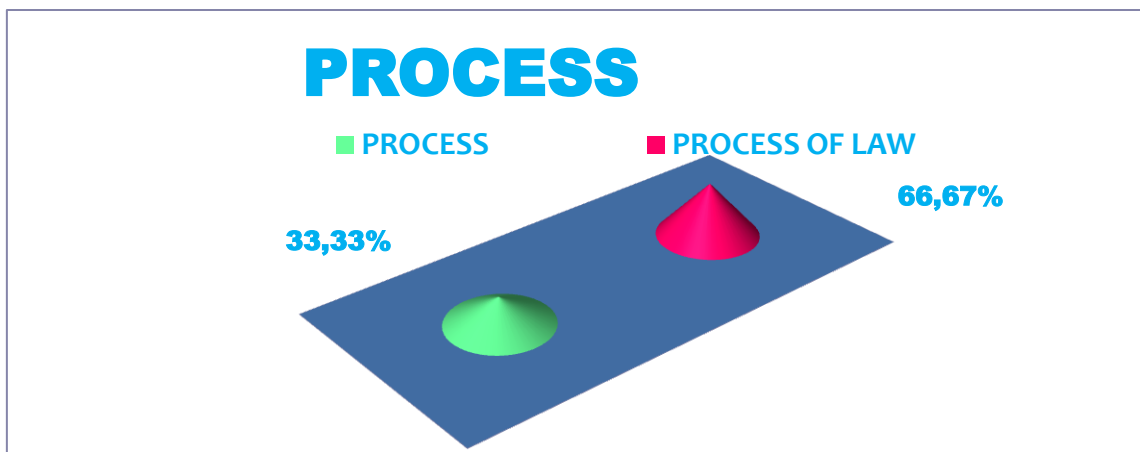 PROCESS
PROCESS
PROCESS OF LAW
66,67%
33,33%